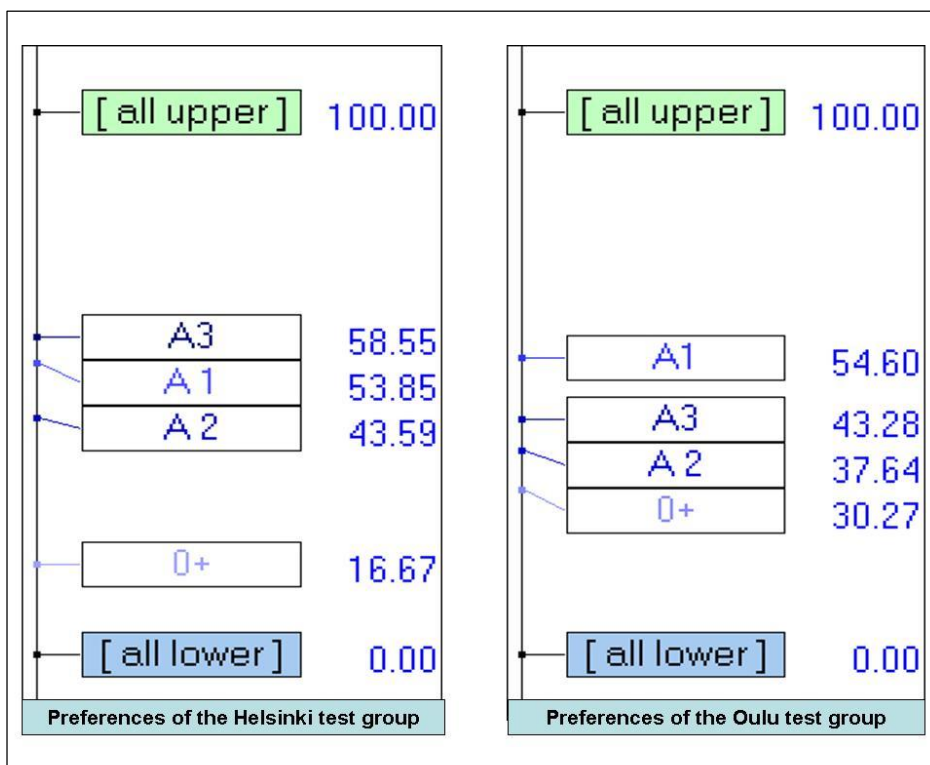 [ all upper ] 100.00
A3 58.55
A 1 53.85
A 2 43.59
0+ 16.67
[ all lower ] 0.00
Preferences of the Helsinki test group
[ all upper ] 100.00
A1 54.60
A3 43.28
A 2 37.64
0+ 30.27
[ all lower ] 0.00
Preferences of the Oulu test group